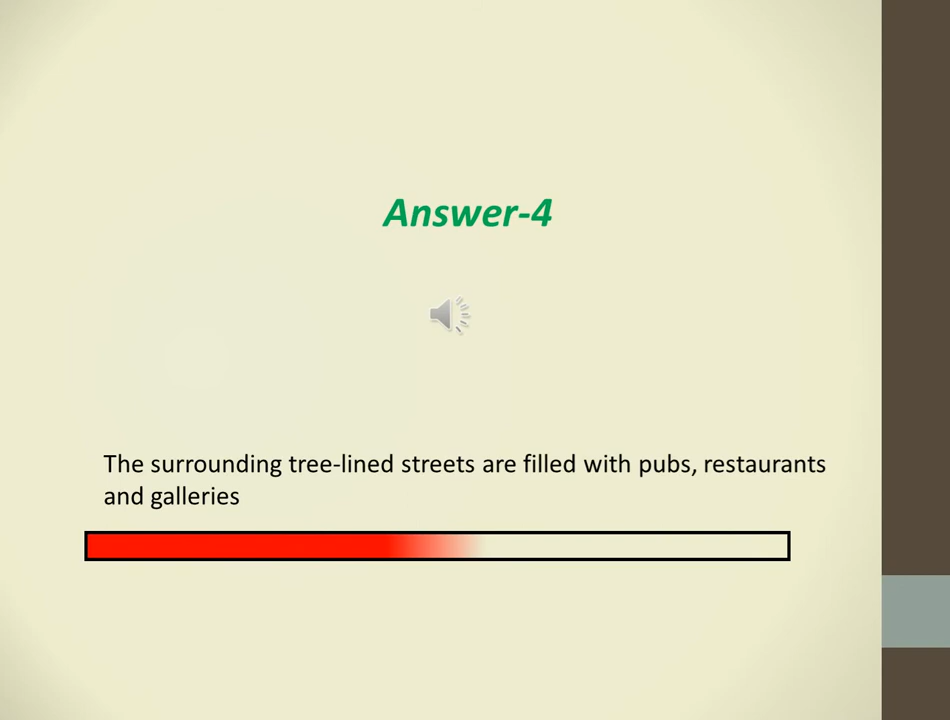 Answer-4
The surrounding tree-lined streets are filled with pubs, restaurants
and galleries